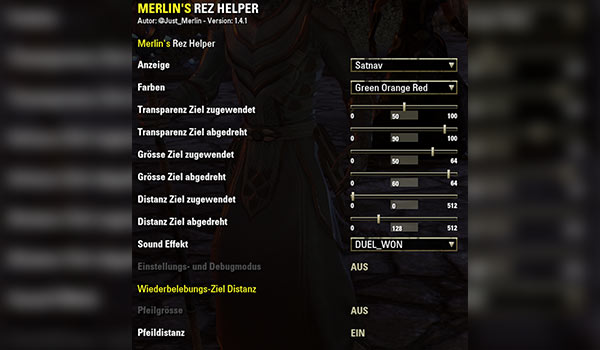 MERLIN'S REZ HELPER
Autor: @Just_Merlin - Version: 1.4.1
Merlin's Rez Helper
Anzeige Satnav
Farben Green Orange Red
Transparenz Ziel zugewendet
0 50 100
Transparenz Ziel abgedreht
0 90 100
Grösse Ziel zugewendet
0 50 64
Grösse Ziel abgedreht
0 60 64
Distanz Ziel zugewendet
0 0 512
Distanz Ziel abgedreht
0 128 512
Sound Effekt DUEL_WON
Einstellungs- und Debugmodus AUS
Wiederbelebungs-Ziel Distanz
Pfeilgrösse AUS
Pfeildistanz EIN